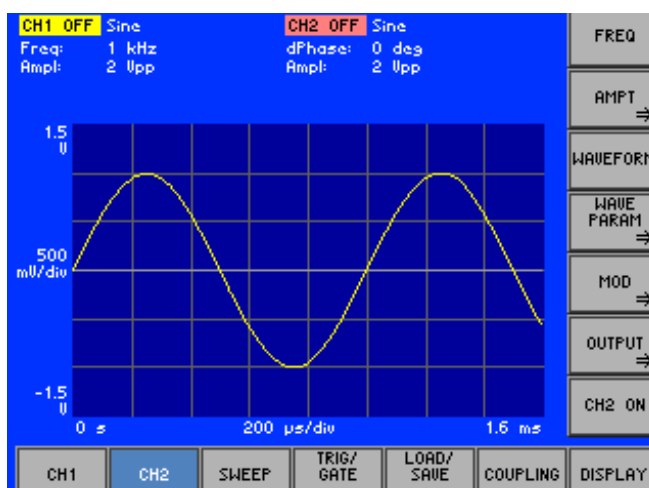 CH1 OFF Sine
Freq: 1 kHz
Ampl: 2 Vpp
CH2 OFF Sine
dPhase: 0 deg
Ampl: 2 Vpp
1.5
V
500
mV/div
-1.5
V
0 s
200 µs/div
1.6 ms
FREQ
AMPT
WAVEFORM
WAVE
PARAM
MOD
OUTPUT
CH2 ON
CH1
CH2
SWEEP
TRIG/
GATE
LOAD/
SAVE
COUPLING
DISPLAY